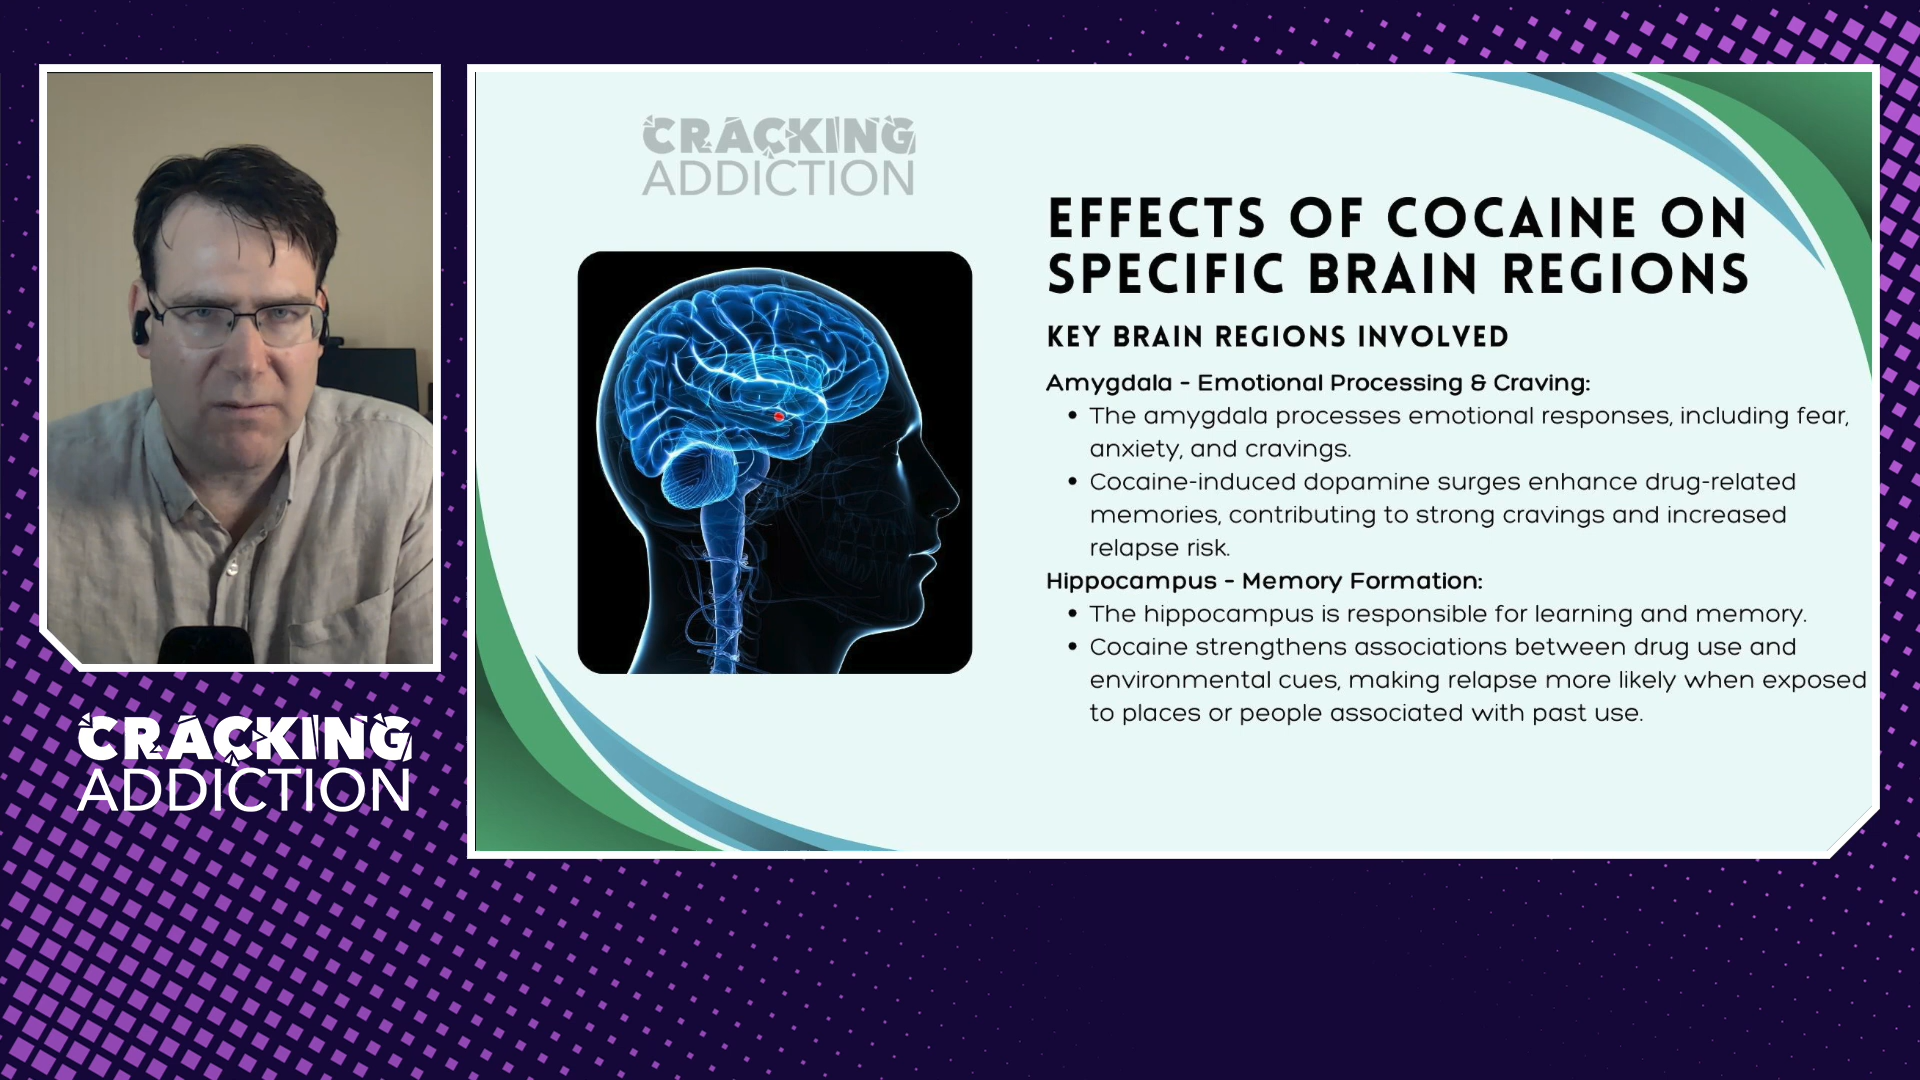 CRACKING
ADDICTION
EFFECTS OF COCAINE ON
SPECIFIC BRAIN REGIONS
KEY BRAIN REGIONS INVOLVED
Amygdala - Emotional Processing & Craving:
• The amygdala processes emotional responses, including fear,
anxiety, and cravings.
• Cocaine-induced dopamine surges enhance drug-related
memories, contributing to strong cravings and increased
relapse risk.
Hippocampus - Memory Formation:
• The hippocampus is responsible for learning and memory.
• Cocaine strengthens associations between drug use and
environmental cues, making relapse more likely when exposed
to places or people associated with past use.
CRACKING
ADDICTION